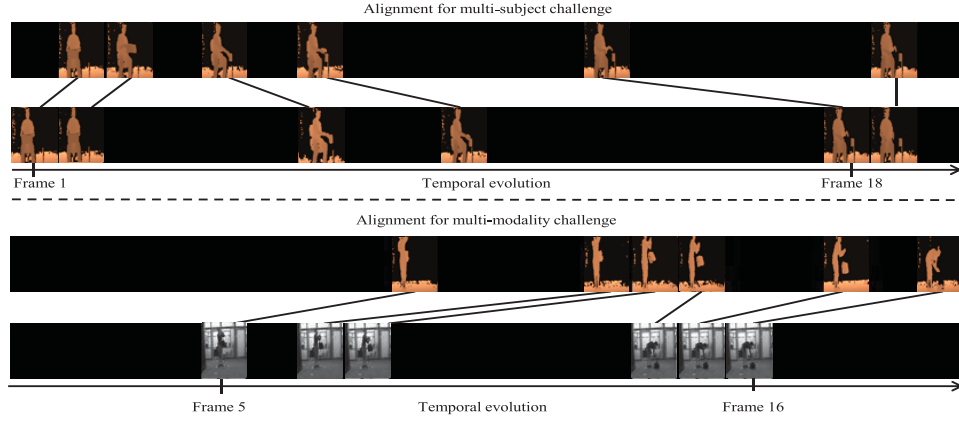 Alignment for multi-subject challenge
Frame 1
Temporal evolution
Frame 18
Alignment for multi-modality challenge
Frame 5
Temporal evolution
Frame 16